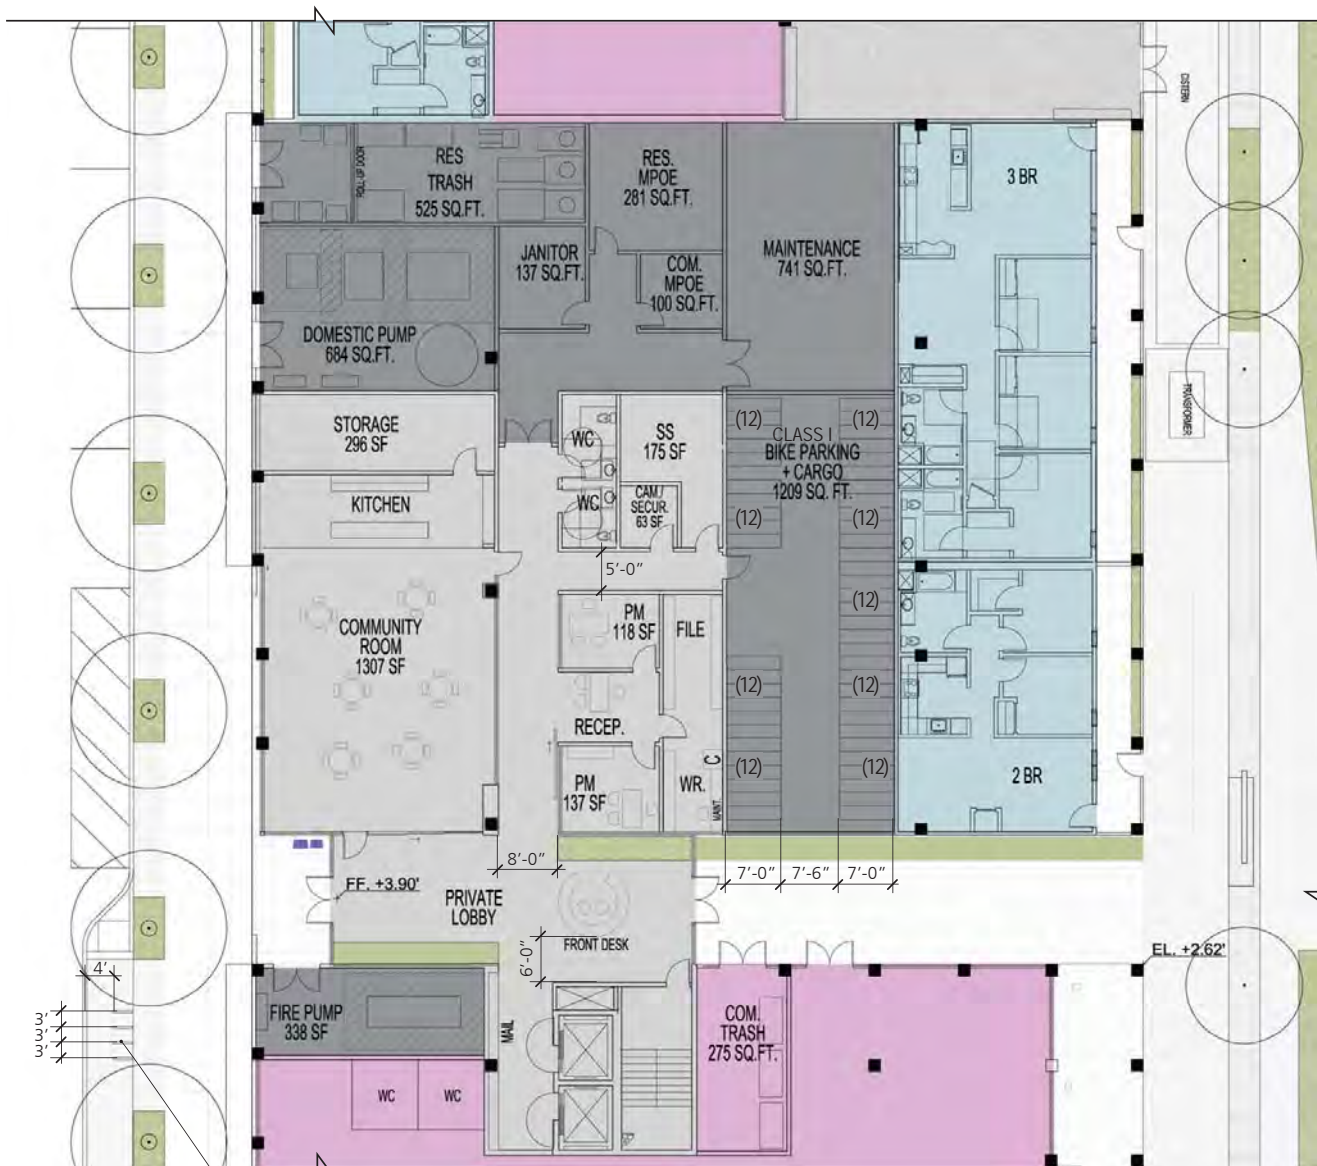 CISTERN
ROLL-UP DOOR
RES
TRASH
525 SQ.FT.
RES.
MPOE
281 SQ.FT.
3 BR
JANITOR
137 SQ.FT.
COM.
MPOE
100 SQ.FT.
MAINTENANCE
741 SQ.FT.
DOMESTIC PUMP
684 SQ.FT.
TRANSFORMER
STORAGE
296 SF
WC
SS
175 SF
(12)
(12)
CLASS I
BIKE PARKING
+ CARGO
1209 SQ. FT.
KITCHEN
WC
CAM./
SECUR.
63 SF
(12)
(12)
5'-0"
(12)
COMMUNITY
ROOM
1307 SF
PM
118 SF
FILE
(12)
(12)
RECEP.
PM
137 SF
WR.
C
MAINT.
(12)
(12)
2 BR
8'-0"
7'-0"
7'-6"
7'-0"
FF. +3.90'
PRIVATE
LOBBY
FRONT DESK
6'-0"
EL. +2.62'
4'
3'
3'
3'
FIRE PUMP
338 SF
MAIL
COM.
TRASH
275 SQ.FT.
WC
WC